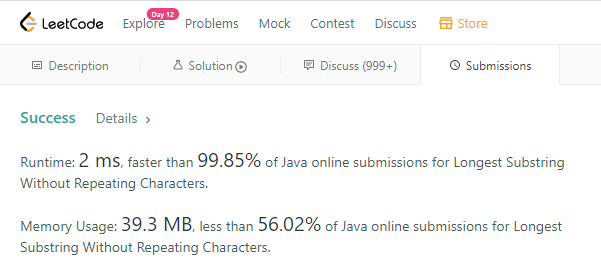 LeetCode Explore Day 12 Problems Mock Contest Discuss Store
Description Solution Discuss (999+) Submissions
Success Details >
Runtime: 2 ms, faster than 99.85% of Java online submissions for Longest Substring
Without Repeating Characters.
Memory Usage: 39.3 MB, less than 56.02% of Java online submissions for Longest
Substring Without Repeating Characters.